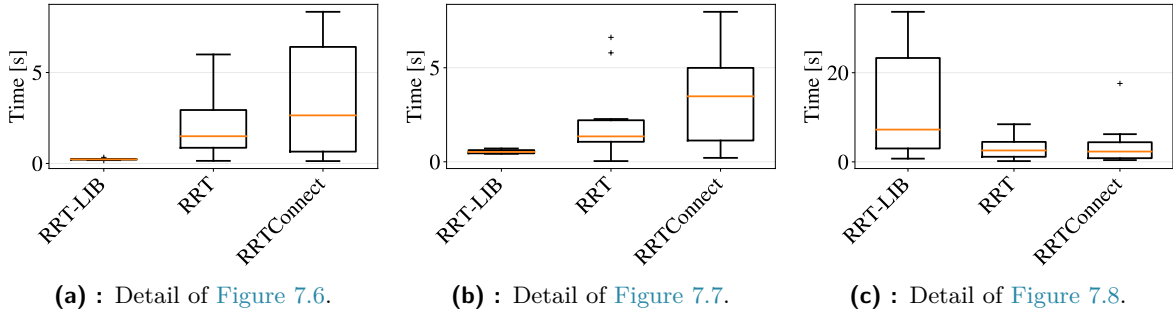 Time [s]
5
0
RRT-LIB
RRT
RRTConnect
(a) : Detail of Figure 7.6.
Time [s]
5
0
RRT-LIB
RRT
RRTConnect
(b) : Detail of Figure 7.7.
Time [s]
20
0
RRT-LIB
RRT
RRTConnect
(c) : Detail of Figure 7.8.